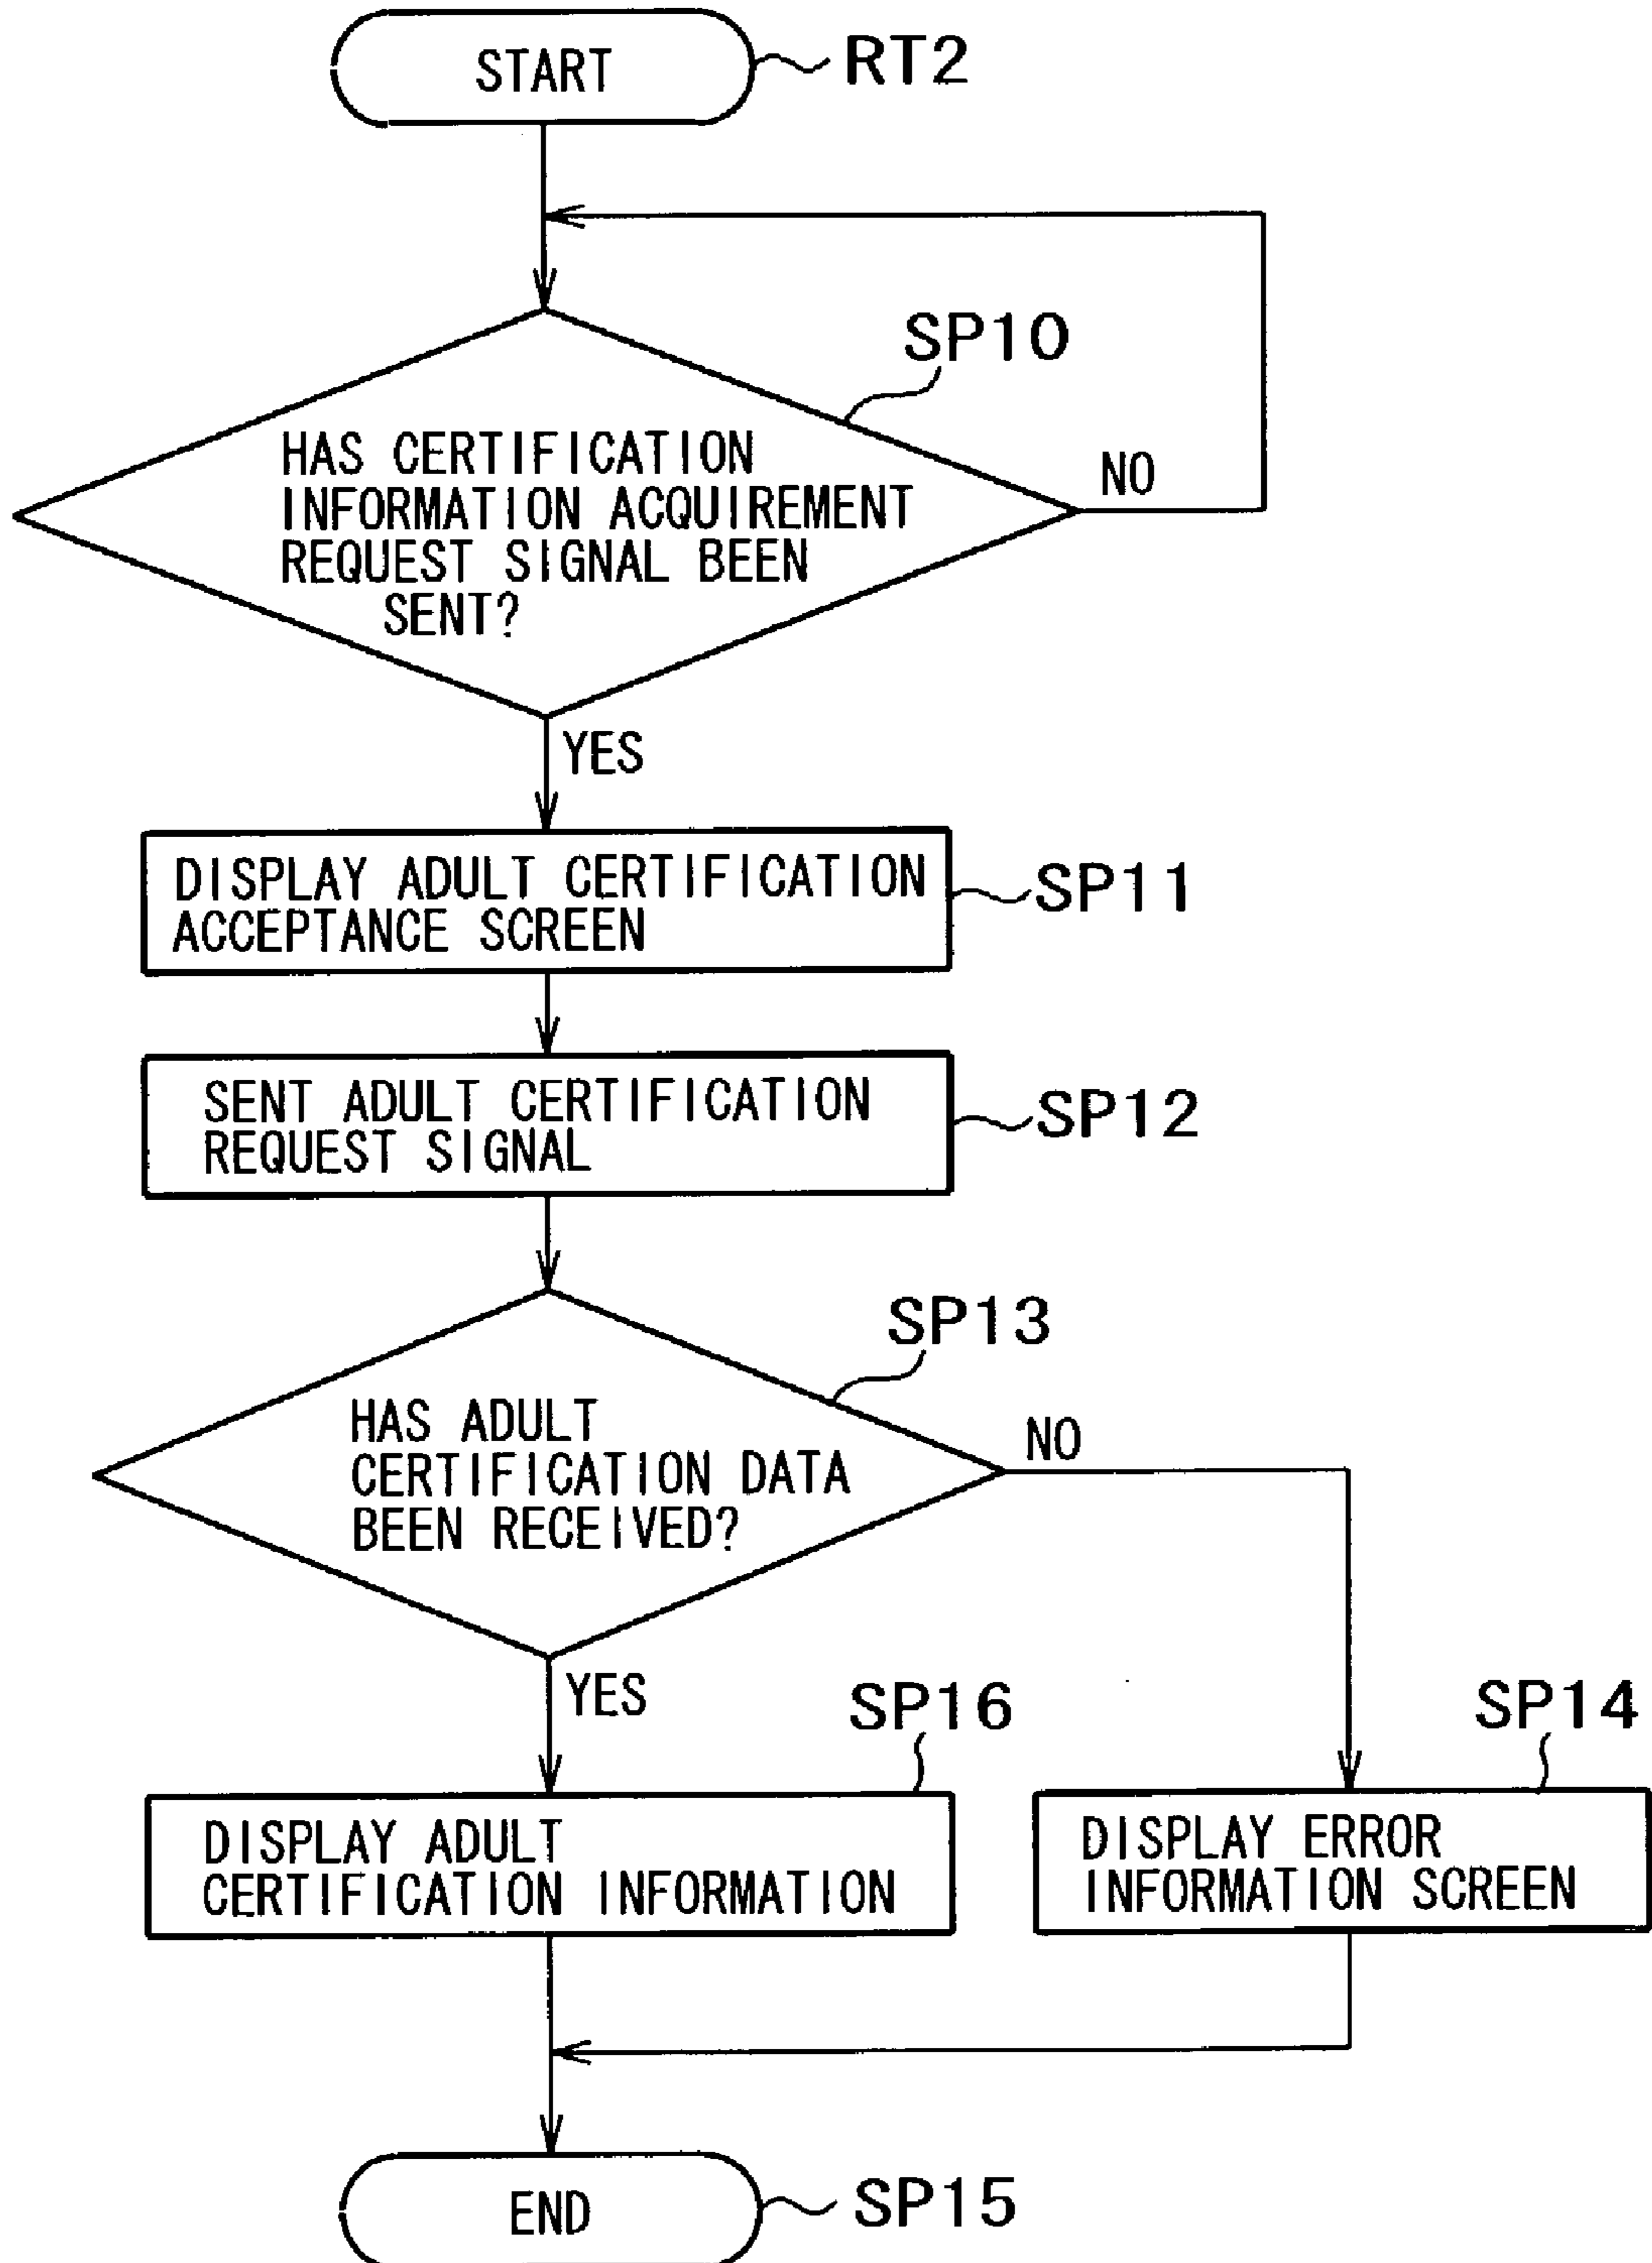 START
RT2
SP10
HAS CERTIFICATION
INFORMATION ACQUIREMENT
REQUEST SIGNAL BEEN
SENT?
NO
YES
DISPLAY ADULT CERTIFICATION
ACCEPTANCE SCREEN
SP11
SENT ADULT CERTIFICATION
REQUEST SIGNAL
SP12
SP13
HAS ADULT
CERTIFICATION DATA
BEEN RECEIVED?
NO
YES
SP16
SP14
DISPLAY ADULT
CERTIFICATION INFORMATION
DISPLAY ERROR
INFORMATION SCREEN
END
SP15